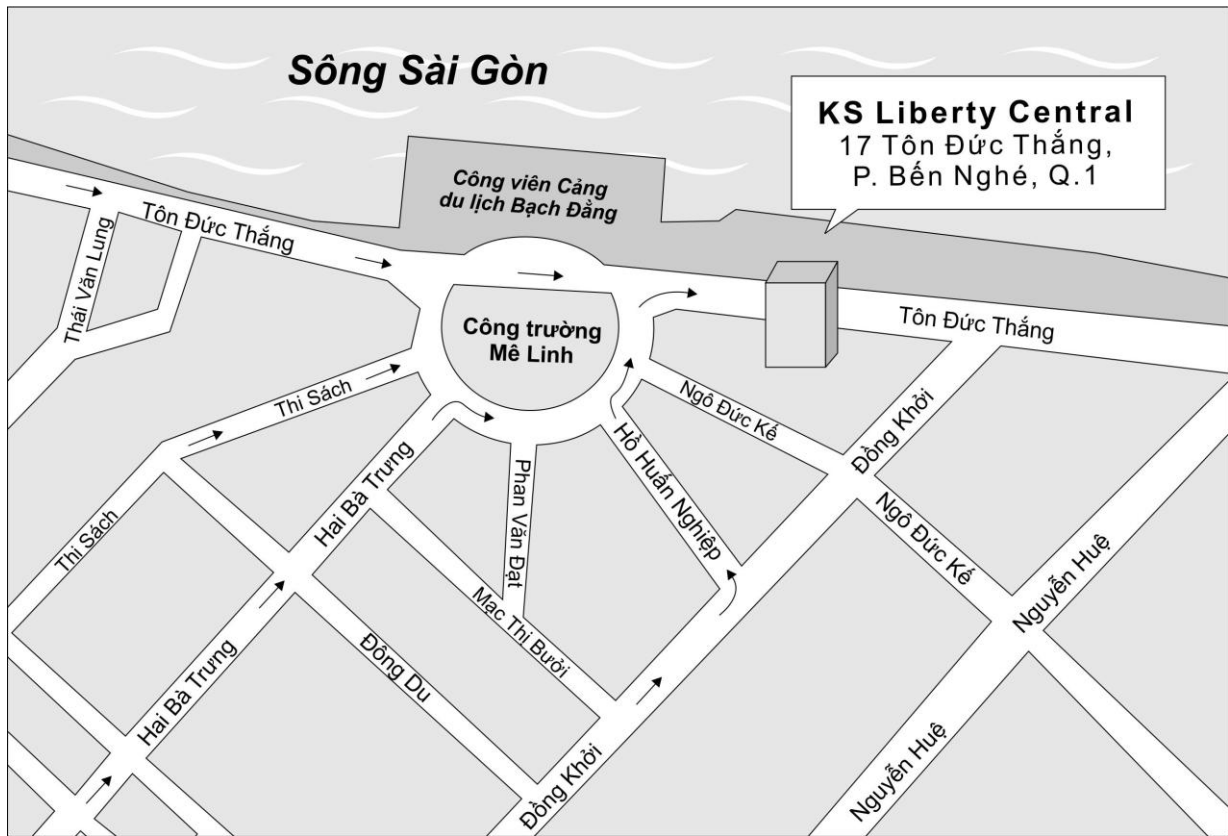 Sông Sài Gòn
KS Liberty Central
17 Tôn Đức Thắng,
P. Bến Nghé, Q.1
Công viên Cảng
du lịch Bạch Đằng
Tôn Đức Thắng
Thái Văn Lung
Công trường
Mê Linh
Tôn Đức Thắng
Thi Sách
Ngô Đức Kế
Đồng Khởi
Hai Bà Trưng
Phan Văn Đạt
Hồ Huấn Nghiệp
Thi Sách
Ngô Đức Kế
Nguyễn Huệ
Mạc Thị Bưởi
Đông Du
Hai Bà Trưng
Đồng Khởi
Nguyễn Huệ